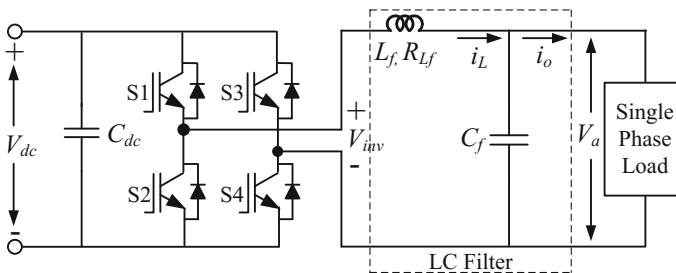 +
V_dc
-
C_dc
S1
S3
S2
S4
+
V_inv
-
L_f, R_Lf
i_L
i_o
C_f
V_a
Single
Phase
Load
LC Filter